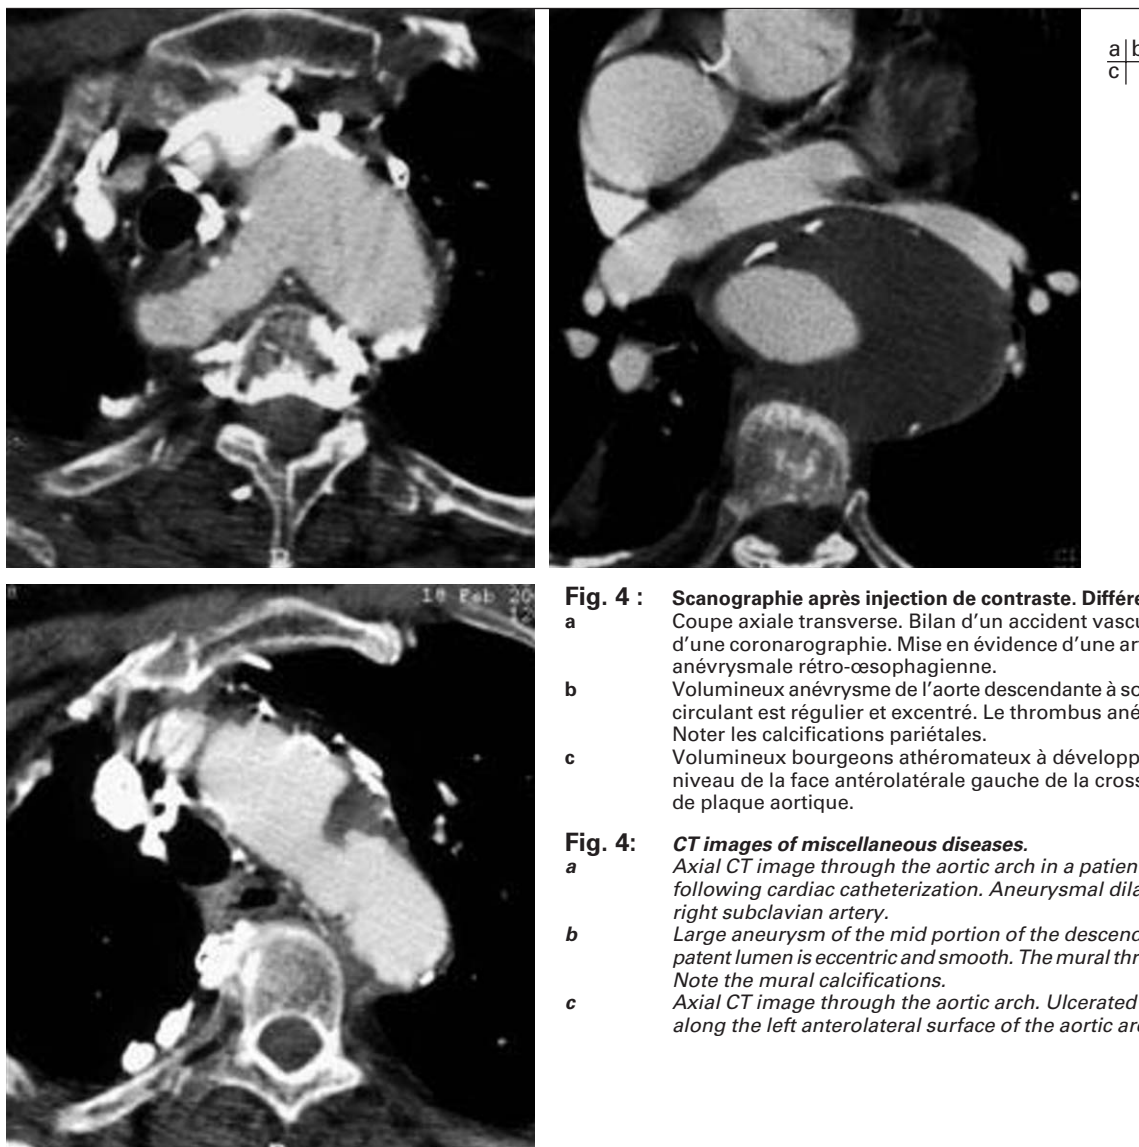 a|b
c|
10 Feb 20
12
Fig. 4 : Scanographie après injection de contraste. Différe
a Coupe axiale transverse. Bilan d'un accident vascu
d'une coronarographie. Mise en évidence d'une ar
anévrysmale rétro-œsophagienne.
b Volumineux anévrysme de l'aorte descendante à so
circulant est régulier et excentré. Le thrombus ané
Noter les calcifications pariétales.
c Volumineux bourgeons athéromateux à développ
niveau de la face antérolatérale gauche de la cross
de plaque aortique.
Fig. 4: CT images of miscellaneous diseases.
a Axial CT image through the aortic arch in a patien
following cardiac catheterization. Aneurysmal dila
right subclavian artery.
b Large aneurysm of the mid portion of the descend
patent lumen is eccentric and smooth. The mural thr
Note the mural calcifications.
c Axial CT image through the aortic arch. Ulcerated
along the left anterolateral surface of the aortic ar